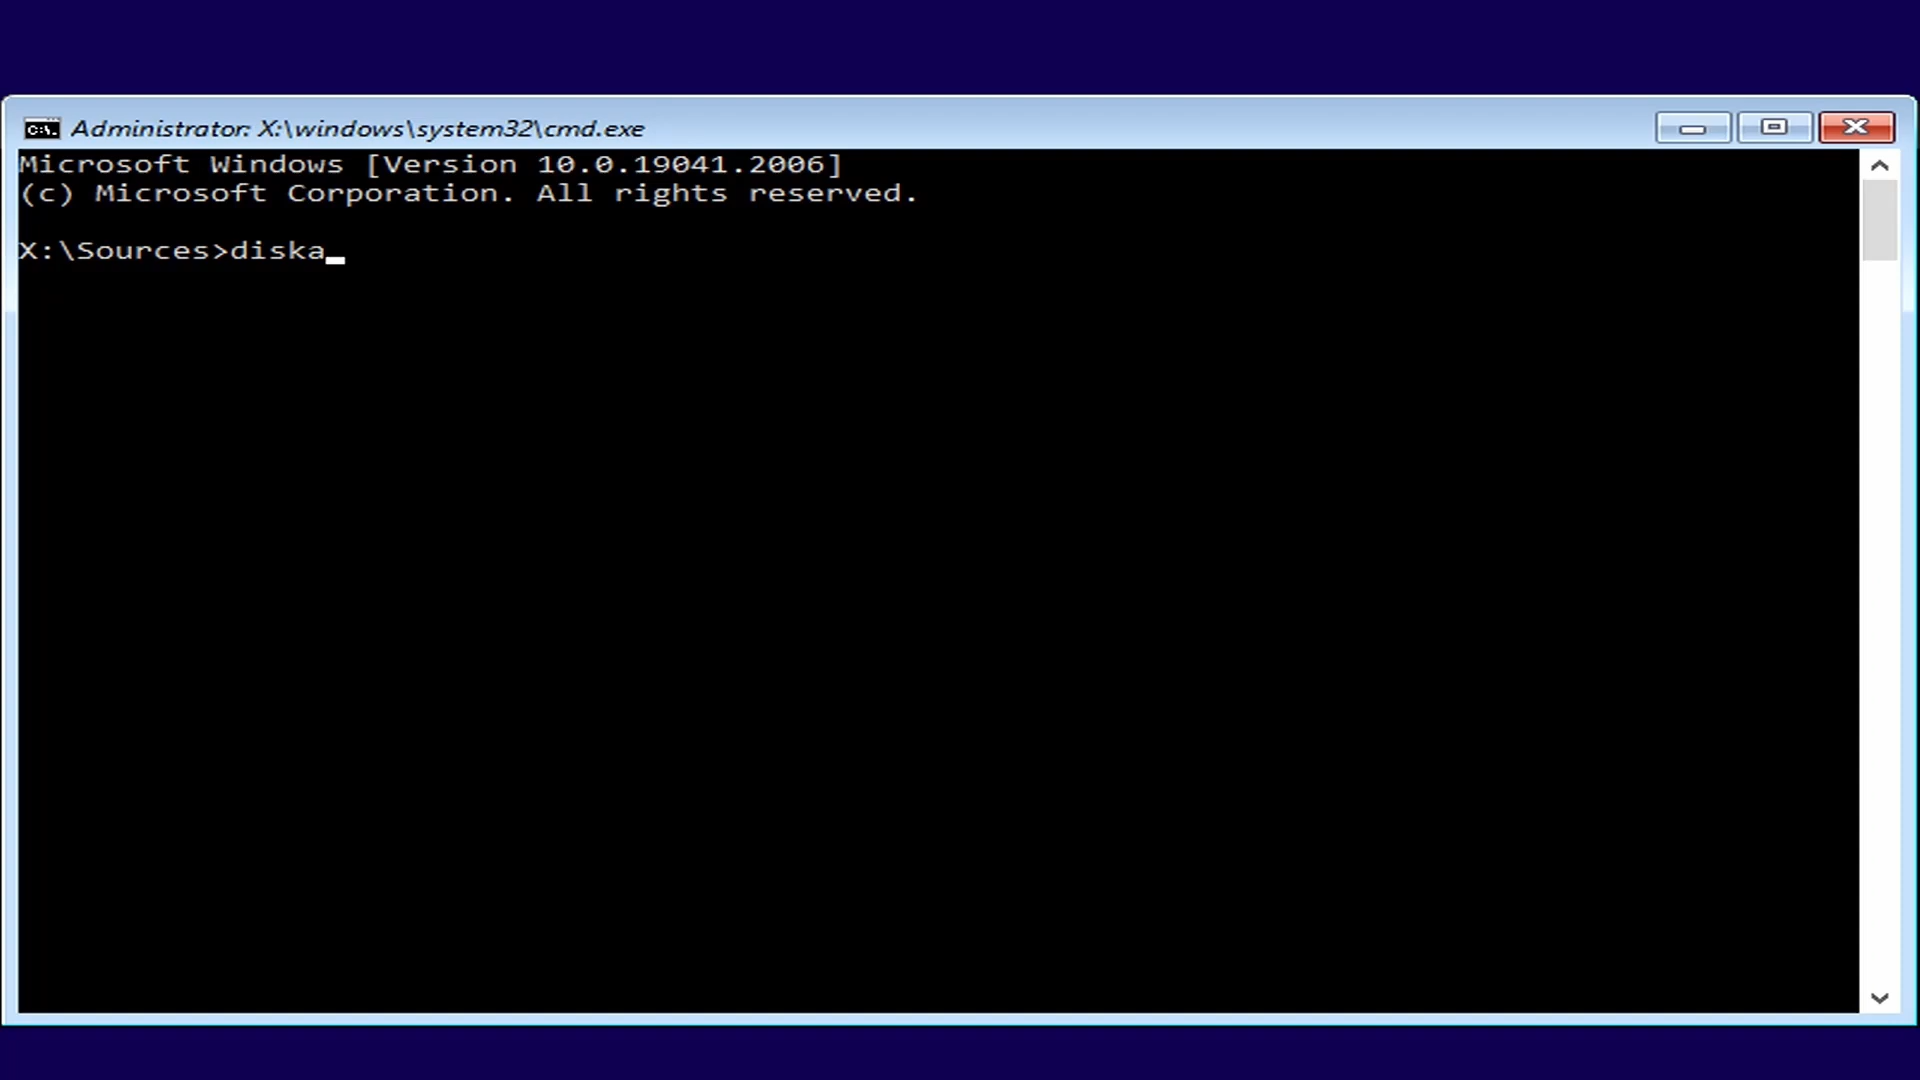 Administrator: X:\windows\system32\cmd.exe
Microsoft Windows [Version 10.0.19041.2006]
(c) Microsoft Corporation. All rights reserved.
X:\Sources>diska